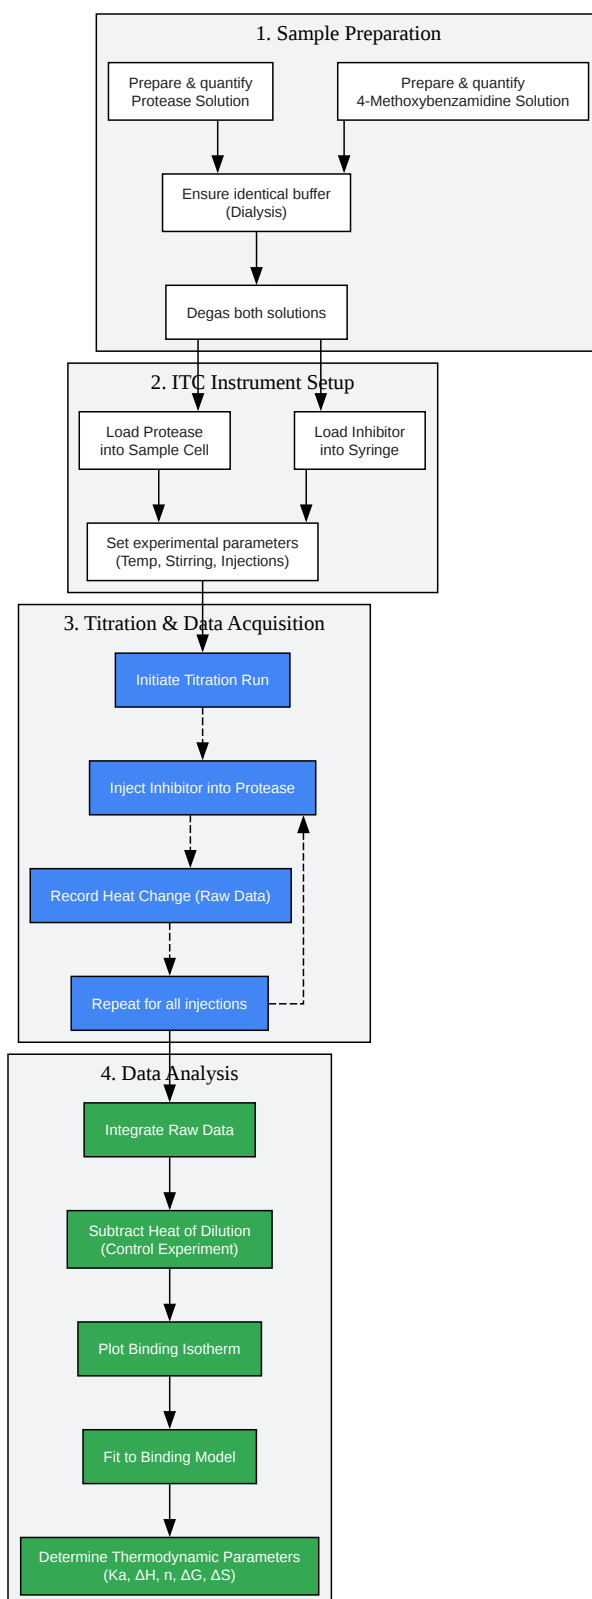 1. Sample Preparation
Prepare & quantify
Protease Solution
Prepare & quantify
4-Methoxybenzamidine Solution
Ensure identical buffer
(Dialysis)
Degas both solutions
2. ITC Instrument Setup
Load Protease
into Sample Cell
Load Inhibitor
into Syringe
Set experimental parameters
(Temp, Stirring, Injections)
3. Titration & Data Acquisition
Initiate Titration Run
Inject Inhibitor into Protease
Record Heat Change (Raw Data)
Repeat for all injections
4. Data Analysis
Integrate Raw Data
Subtract Heat of Dilution
(Control Experiment)
Plot Binding Isotherm
Fit to Binding Model
Determine Thermodynamic Parameters
(Ka, ΔH, n, ΔG, ΔS)